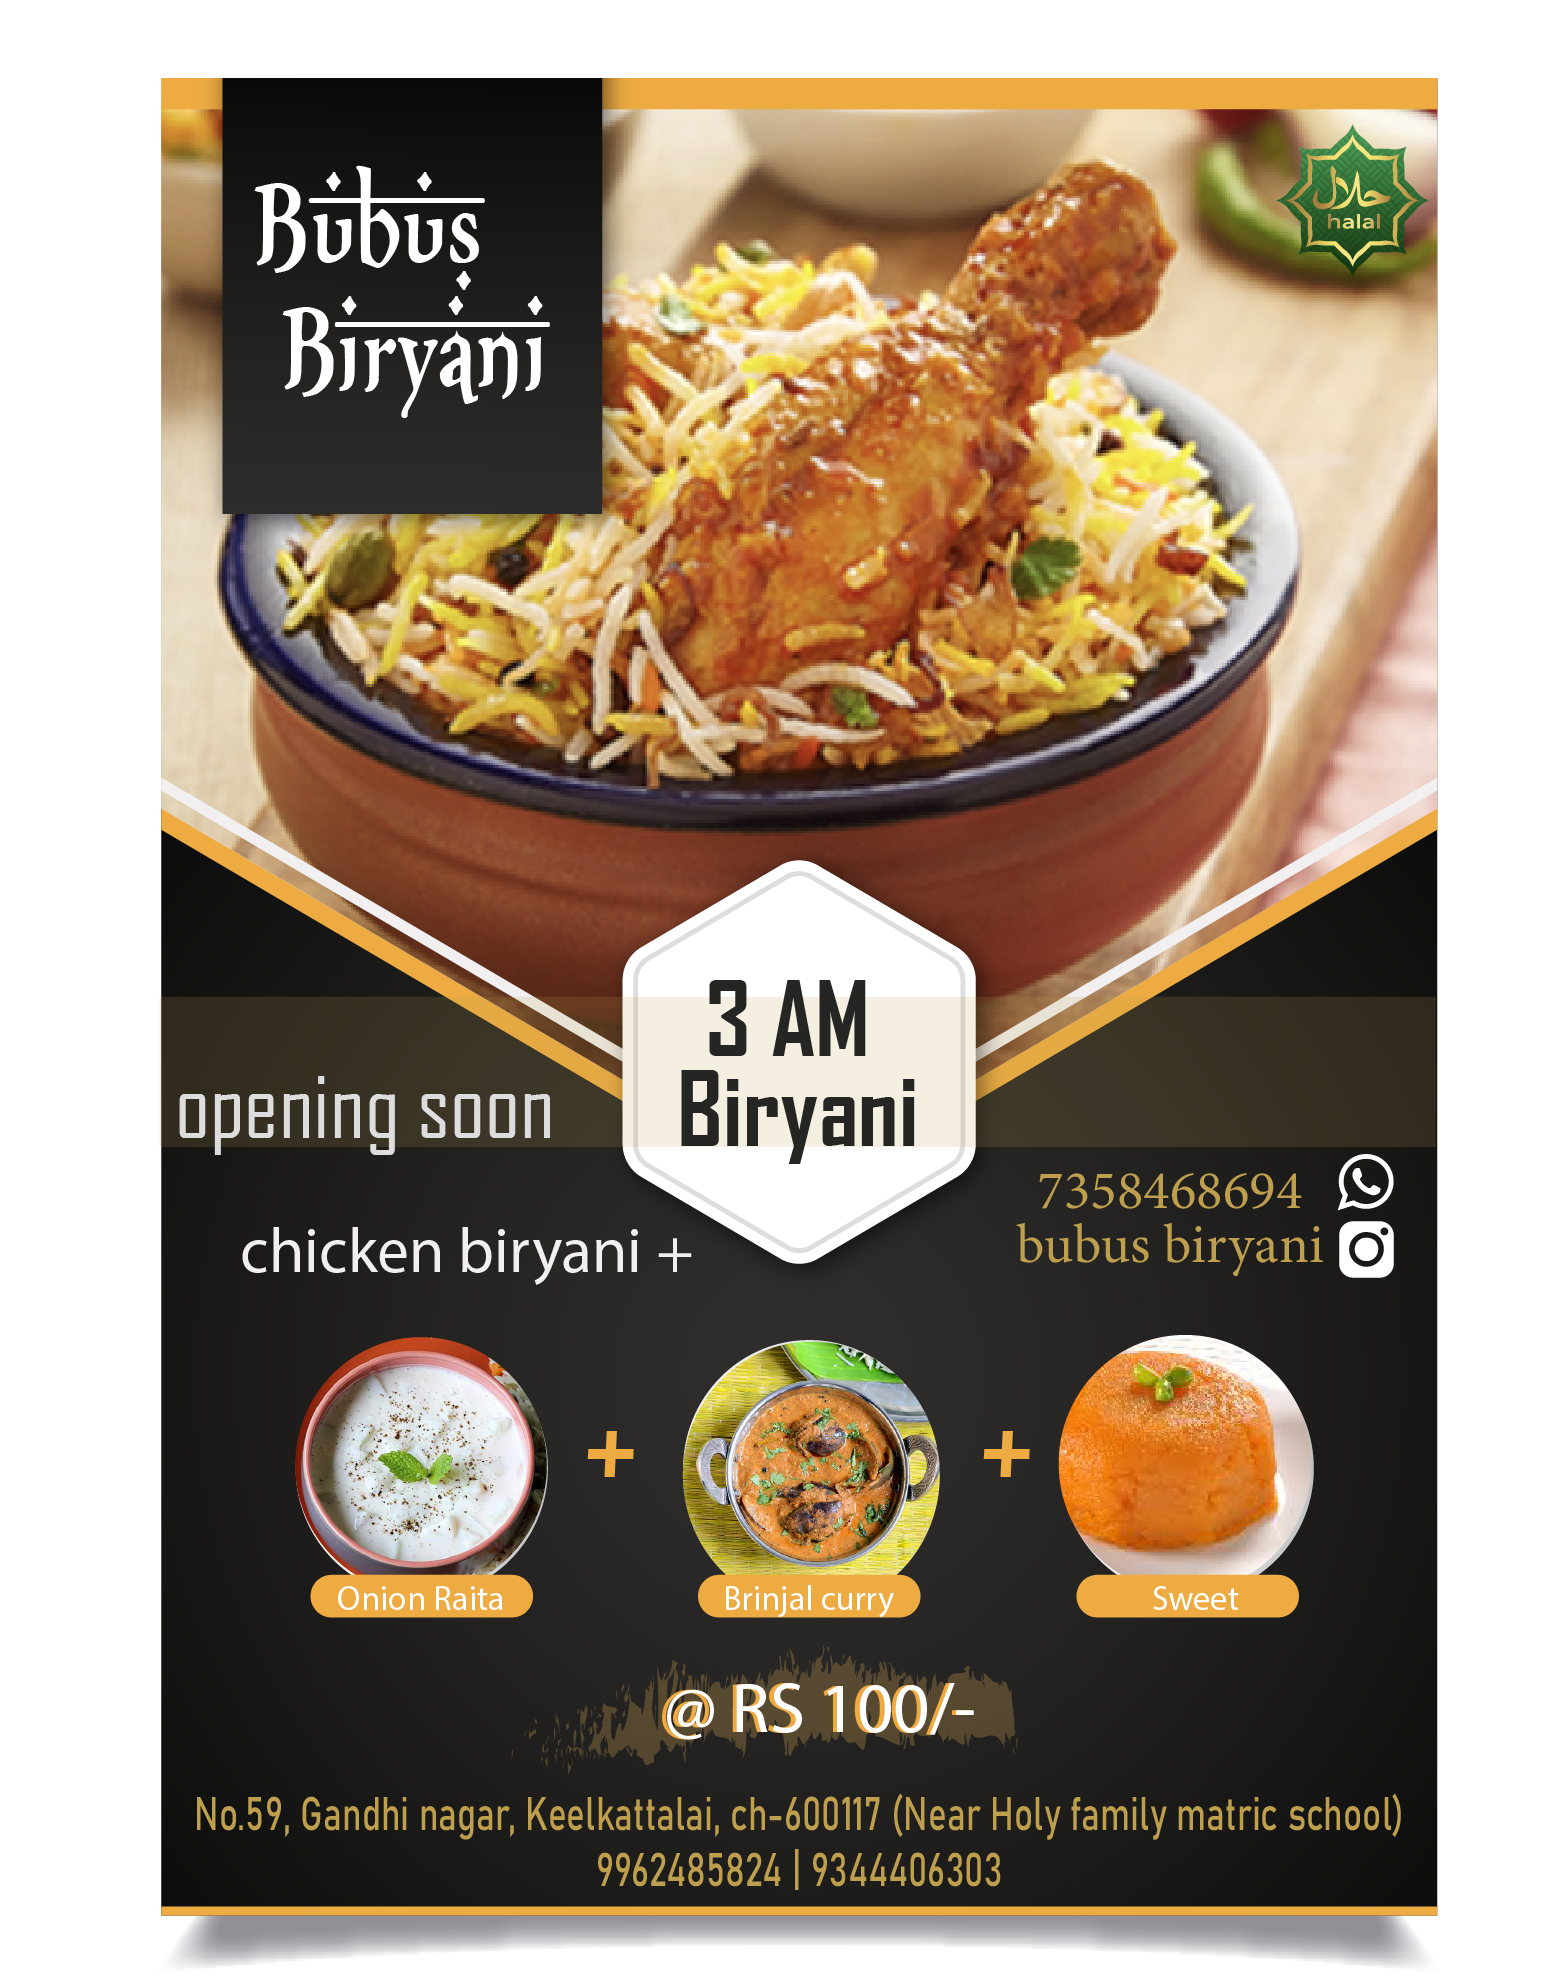 Bubus
Biryani
حلال
halal
3 AM
Biryani
opening soon
7358468694
bubus biryani
chicken biryani +
+ +
Onion Raita
Brinjal curry
Sweet
@ RS 100/-
No.59, Gandhi nagar, Keelkattalai, ch-600117 (Near Holy family matric school)
9962485824 | 9344406303